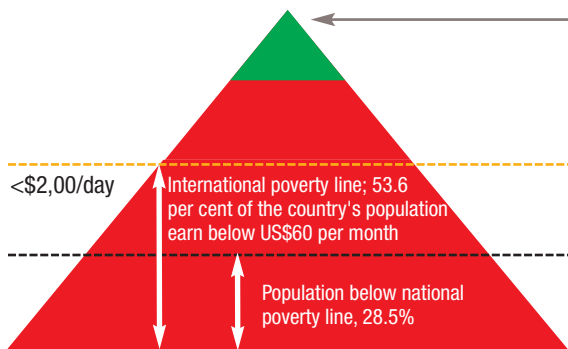 <$2,00/day
International poverty line; 53.6
per cent of the country's population
earn below US$60 per month
Population below national
poverty line, 28.5%